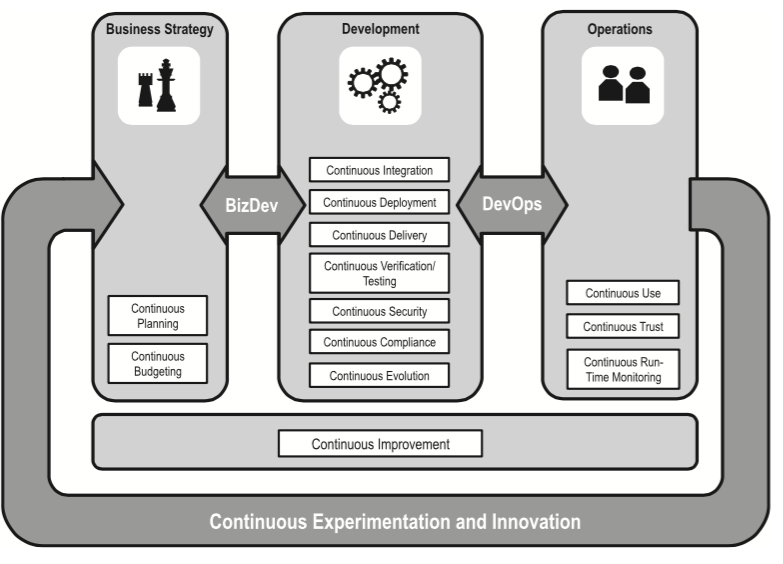 Business Strategy
Development
Operations
Continuous Integration
Continuous Deployment
Continuous Delivery
Continuous Verification/
Testing
Continuous Security
Continuous Compliance
Continuous Evolution
BizDev
DevOps
Continuous
Planning
Continuous
Budgeting
Continuous Use
Continuous Trust
Continuous Run-
Time Monitoring
Continuous Improvement
Continuous Experimentation and Innovation